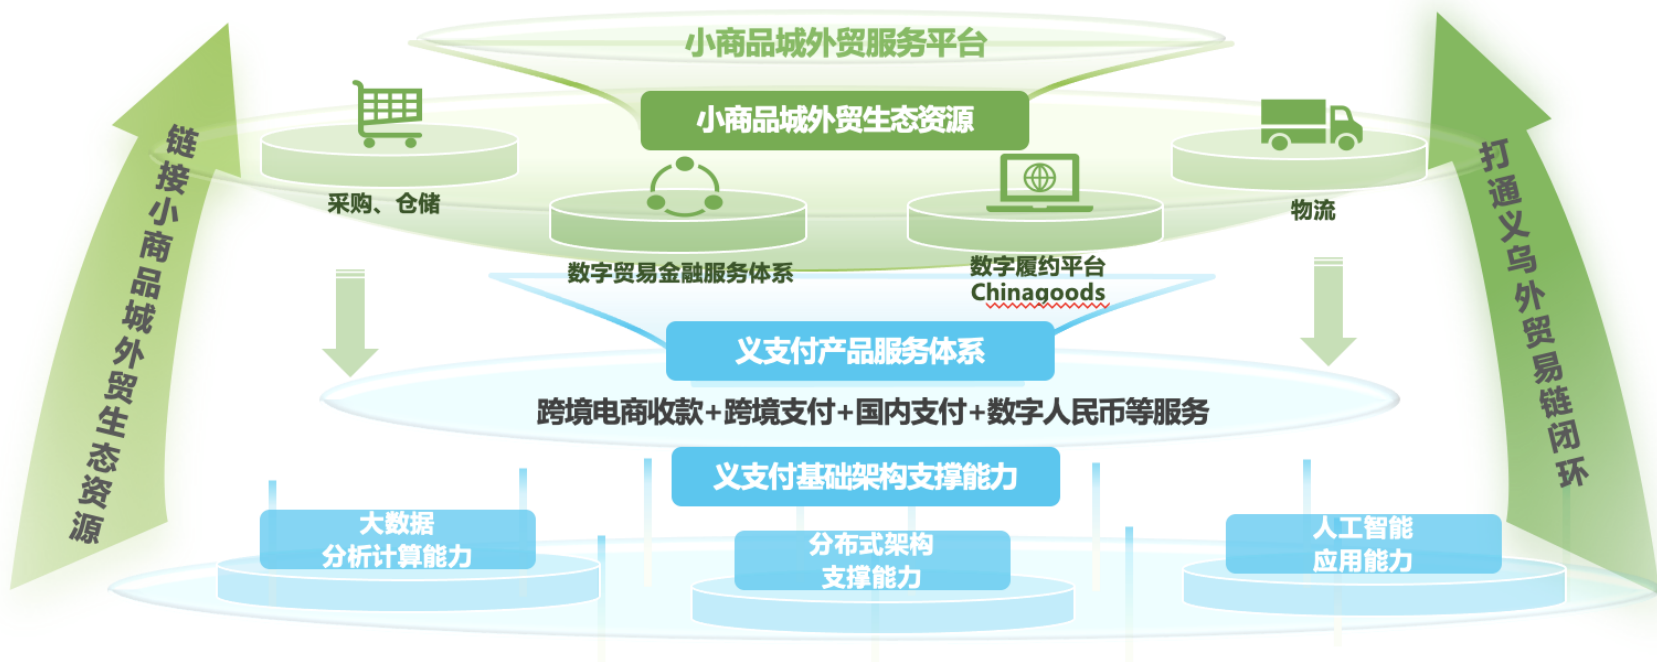 小商品城外贸服务平台
小商品城外贸生态资源
采购、仓储
数字贸易金融服务体系
数字履约平台
Chinagoods
物流
链接小商品城外贸生态资源
打通义乌外贸易链闭环
义支付产品服务体系
跨境电商收款+跨境支付+国内支付+数字人民币等服务
义支付基础架构支撑能力
大数据
分析计算能力
分布式架构
支撑能力
人工智能
应用能力